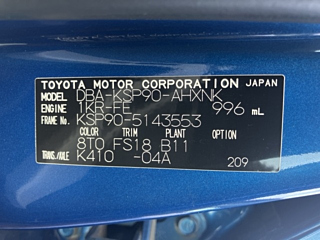 TOYOTA MOTOR CORPORATION JAPAN
MODEL DBA-KSP90-AHXNK
ENGINE 1KR-FE 996 mL
FRAME No. KSP90-5143553
COLOR TRIM PLANT OPTION
8T0 FS18 B11
TRANS./AXLE K410 -04A
209